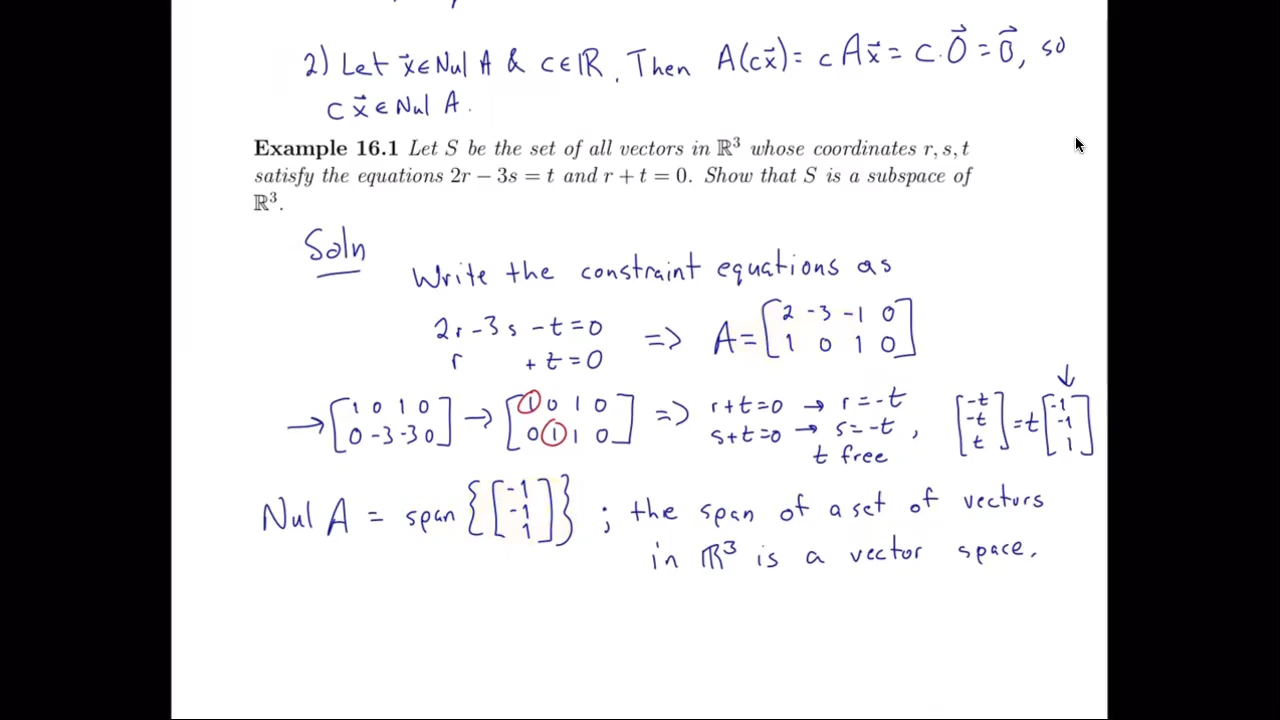 2) Let x⃗ ∈ Nul A & c ∈ ℝ. Then A(cx⃗) = cAx⃗ = c·0⃗ = 0⃗, so
cx⃗ ∈ Nul A.
Example 16.1 Let S be the set of all vectors in ℝ³ whose coordinates r, s, t
satisfy the equations 2r − 3s = t and r + t = 0. Show that S is a subspace of
ℝ³.
Soln
Write the constraint equations as
2r - 3s - t = 0 => A = [2 -3 -1 0
r + t = 0 1 0 1 0]
→ [1 0 1 0 → [1 0 1 0 => r+t=0 → r=-t [-t = t [-1 ↓
0 -3 -3 0] 0 1 1 0] s+t=0 → s=-t, -t -1
t free t] 1]
Nul A = span {[-1 -1 1]} ; the span of a set of vectors
in ℝ³ is a vector space.